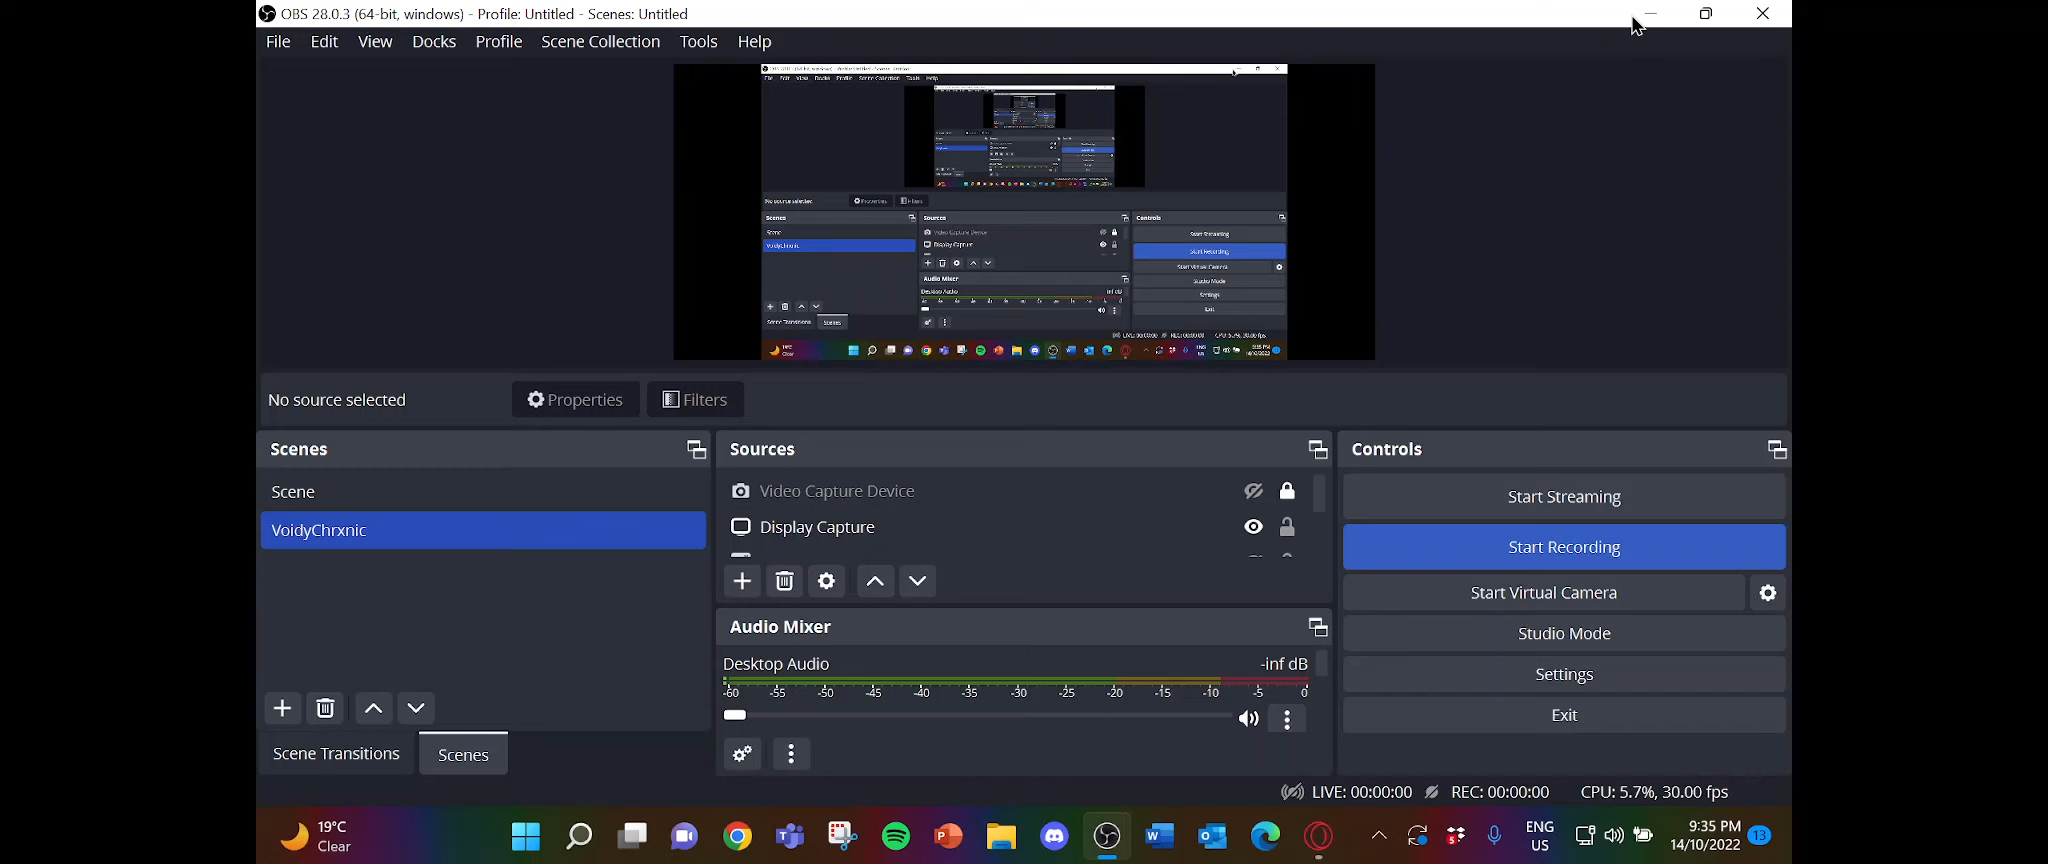 OBS 28.0.3 (64-bit, windows) - Profile: Untitled - Scenes: Untitled
File Edit View Docks Profile Scene Collection Tools Help
No source selected Properties Filters
Scenes
Scene
VoidyChrxnic
Scene Transitions Scenes
Sources
Video Capture Device
Display Capture
Audio Mixer
Desktop Audio -inf dB
-60 -55 -50 -45 -40 -35 -30 -25 -20 -15 -10 -5 0
Controls
Start Streaming
Start Recording
Start Virtual Camera
Studio Mode
Settings
Exit
LIVE: 00:00:00 REC: 00:00:00 CPU: 5.7%, 30.00 fps
19°C
Clear
5
ENG
US
9:35 PM
14/10/2022
13